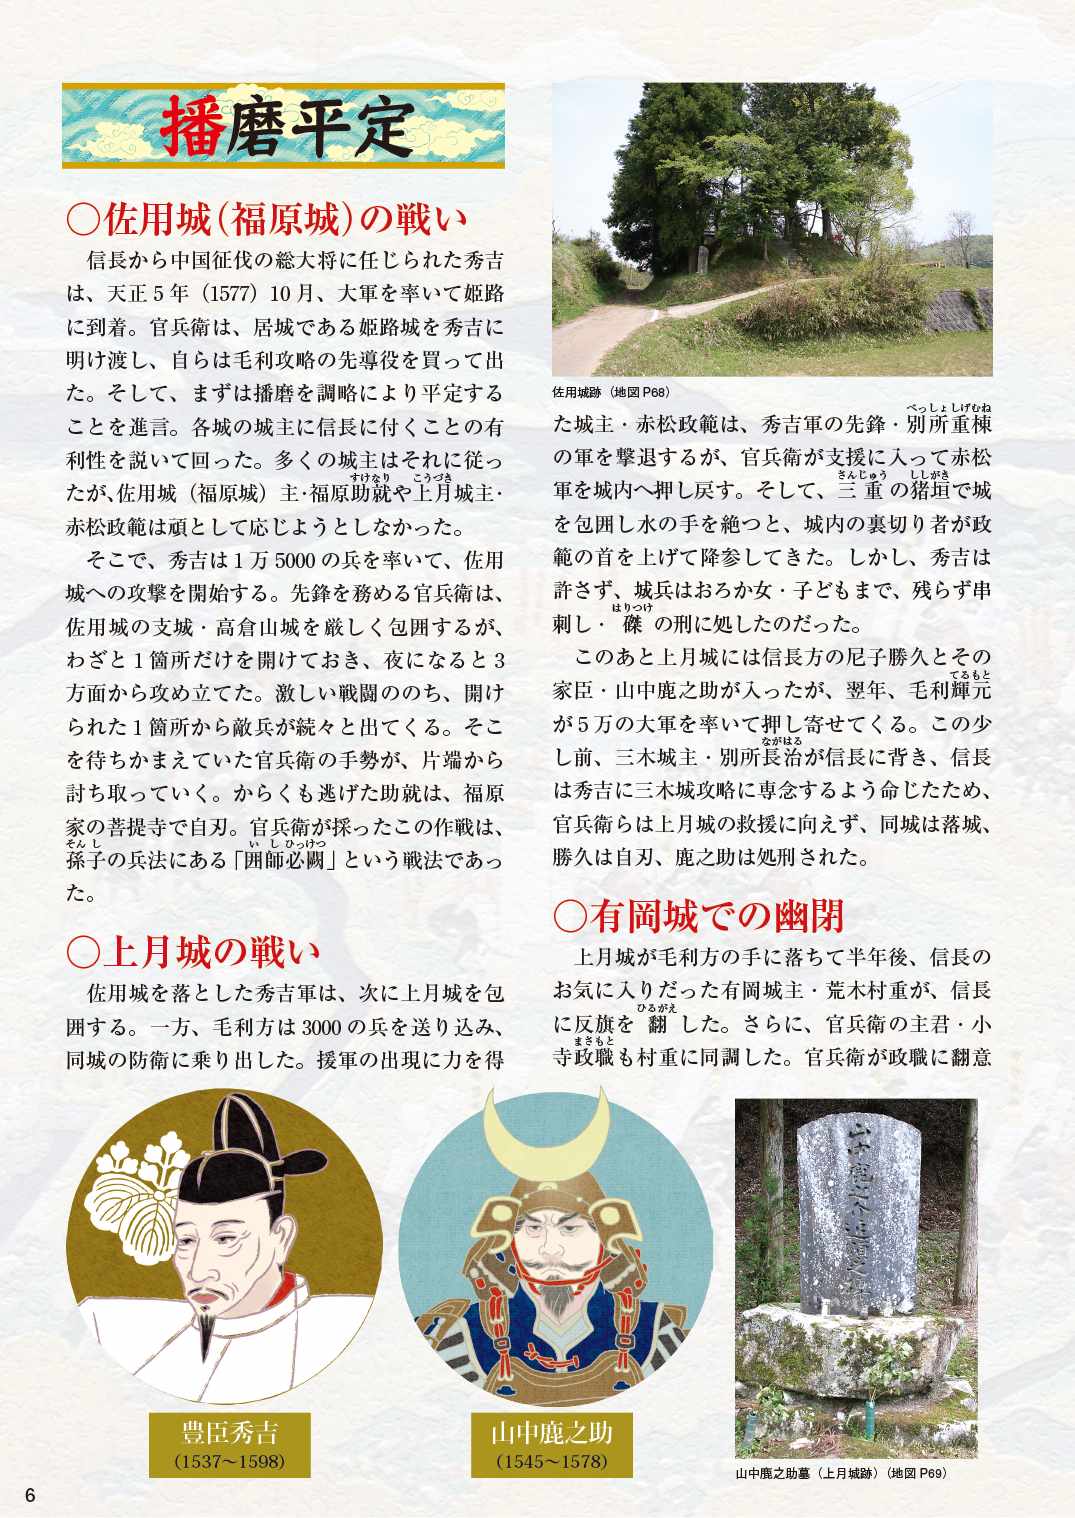 播磨平定
○佐用城（福原城）の戦い
　信長から中国征伐の総大将に任じられた秀吉
は、天正 5 年（1577）10 月、大軍を率いて姫路
に到着。官兵衛は、居城である姫路城を秀吉に
明け渡し、自らは毛利攻略の先導役を買って出
た。そして、まずは播磨を調略により平定する
ことを進言。各城の城主に信長に付くことの有
利性を説いて回った。多くの城主はそれに従っ
すけなり　こうづき
たが、佐用城（福原城）主・福原助就や上月城主・
赤松政範は頑として応じようとしなかった。
　そこで、秀吉は 1 万 5000 の兵を率いて、佐用
城への攻撃を開始する。先鋒を務める官兵衛は、
佐用城の支城・高倉山城を厳しく包囲するが、
わざと 1 箇所だけを開けておき、夜になると 3
方面から攻め立てた。激しい戦闘ののち、開け
られた 1 箇所から敵兵が続々と出てくる。そこ
を待ちかまえていた官兵衛の手勢が、片端から
討ち取っていく。からくも逃げた助就は、福原
家の菩提寺で自刃。官兵衛が採ったこの作戦は、
そん し　い し ひっけつ
孫子の兵法にある「囲師必闕」という戦法であっ
た。
○上月城の戦い
　佐用城を落とした秀吉軍は、次に上月城を包
囲する。一方、毛利方は 3000 の兵を送り込み、
同城の防衛に乗り出した。援軍の出現に力を得
佐用城跡（地図 P68）
べっしょしげむね
た城主・赤松政範は、秀吉軍の先鋒・別所重棟
の軍を撃退するが、官兵衛が支援に入って赤松
さんじゅう　ししがき
軍を城内へ押し戻す。そして、三重の猪垣で城
を包囲し水の手を絶つと、城内の裏切り者が政
範の首を上げて降参してきた。しかし、秀吉は
許さず、城兵はおろか女・子どもまで、残らず串
はりつけ
刺し・磔の刑に処したのだった。
　このあと上月城には信長方の尼子勝久とその
てるもと
家臣・山中鹿之助が入ったが、翌年、毛利輝元
が 5 万の大軍を率いて押し寄せてくる。この少
ながはる
し前、三木城主・別所長治が信長に背き、信長
は秀吉に三木城攻略に専念するよう命じたため、
官兵衛らは上月城の救援に向えず、同城は落城、
勝久は自刃、鹿之助は処刑された。
○有岡城での幽閉
　上月城が毛利方の手に落ちて半年後、信長の
お気に入りだった有岡城主・荒木村重が、信長
ひるがえ
に反旗を翻した。さらに、官兵衛の主君・小
まさもと
寺政職も村重に同調した。官兵衛が政職に翻意
豊臣秀吉
（1537〜1598）
山中鹿之助
（1545〜1578）
山中鹿之助墓（上月城跡）（地図 P69）
6